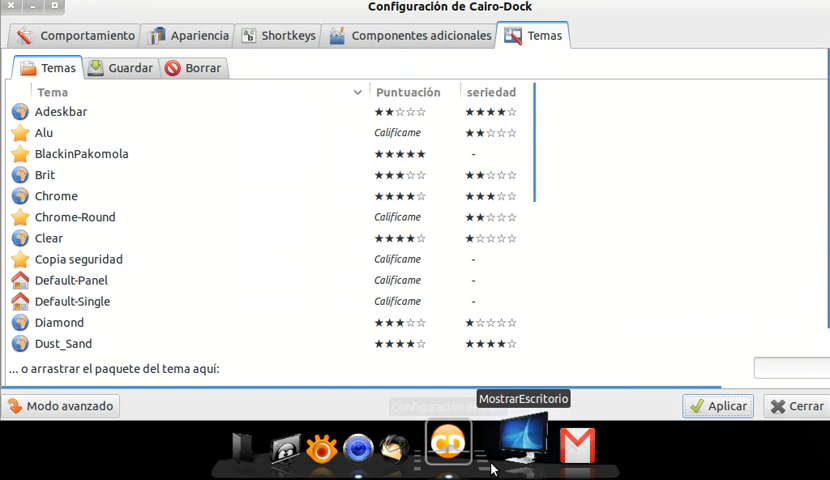 Configuración de Cairo-Dock
Comportamiento Apariencia Shortkeys Componentes adicionales Temas
Temas Guardar Borrar
Tema Puntuación seriedad
Adeskbar ★★☆☆☆ ★★★★☆
Alu Califícame ★★☆☆☆
BlackinPakomola ★★★★★ -
Brit ★★★☆☆ ★★☆☆☆
Chrome ★★★★☆ ★★★☆☆
Chrome-Round Califícame ★★☆☆☆
Clear ★★★★☆ ★☆☆☆☆
Copia seguridad Califícame -
Default-Panel Califícame -
Default-Single Califícame -
Diamond ★★★☆☆ ★☆☆☆☆
Dust_Sand ★★★★☆ ★★★★☆
... o arrastrar el paquete del tema aquí:
MostrarEscritorio
Modo avanzado Aplicar Cerrar